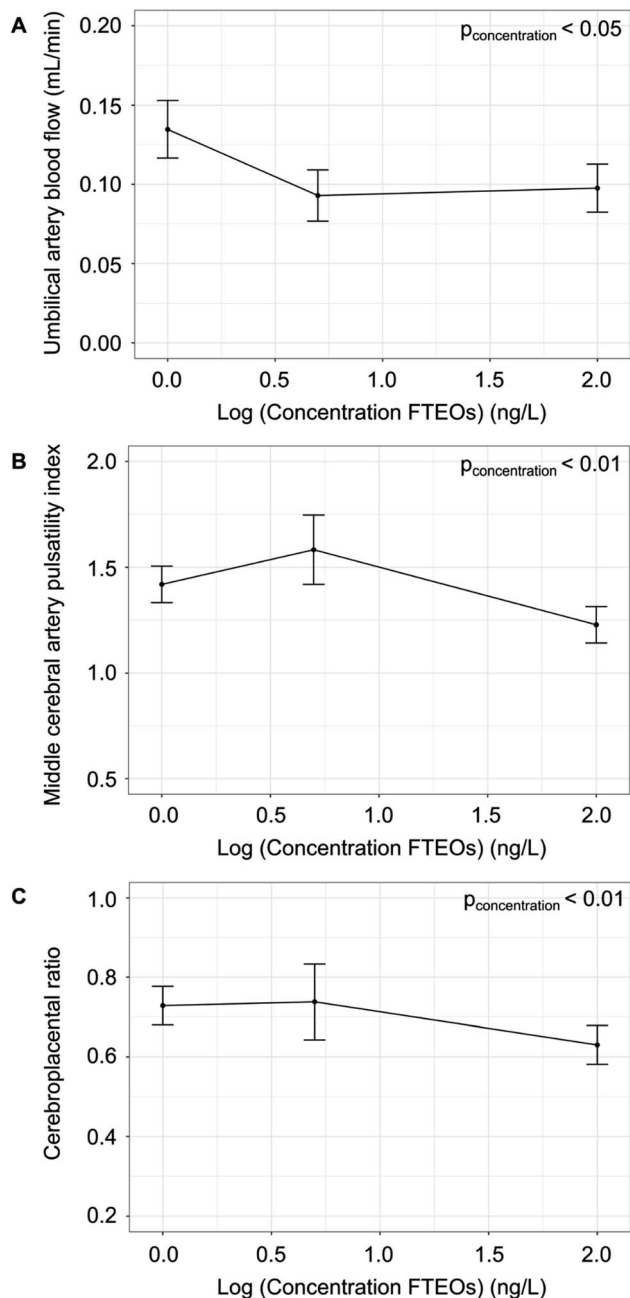 A
p_concentration < 0.05
Umbilical artery blood flow (mL/min)
0.20
0.15
0.10
0.05
0.00
0.0 0.5 1.0 1.5 2.0
Log (Concentration FTEOs) (ng/L)
B
p_concentration < 0.01
Middle cerebral artery pulsatility index
2.0
1.5
1.0
0.5
0.0 0.5 1.0 1.5 2.0
Log (Concentration FTEOs) (ng/L)
C
p_concentration < 0.01
Cerebroplacental ratio
1.0
0.8
0.6
0.4
0.2
0.0 0.5 1.0 1.5 2.0
Log (Concentration FTEOs) (ng/L)